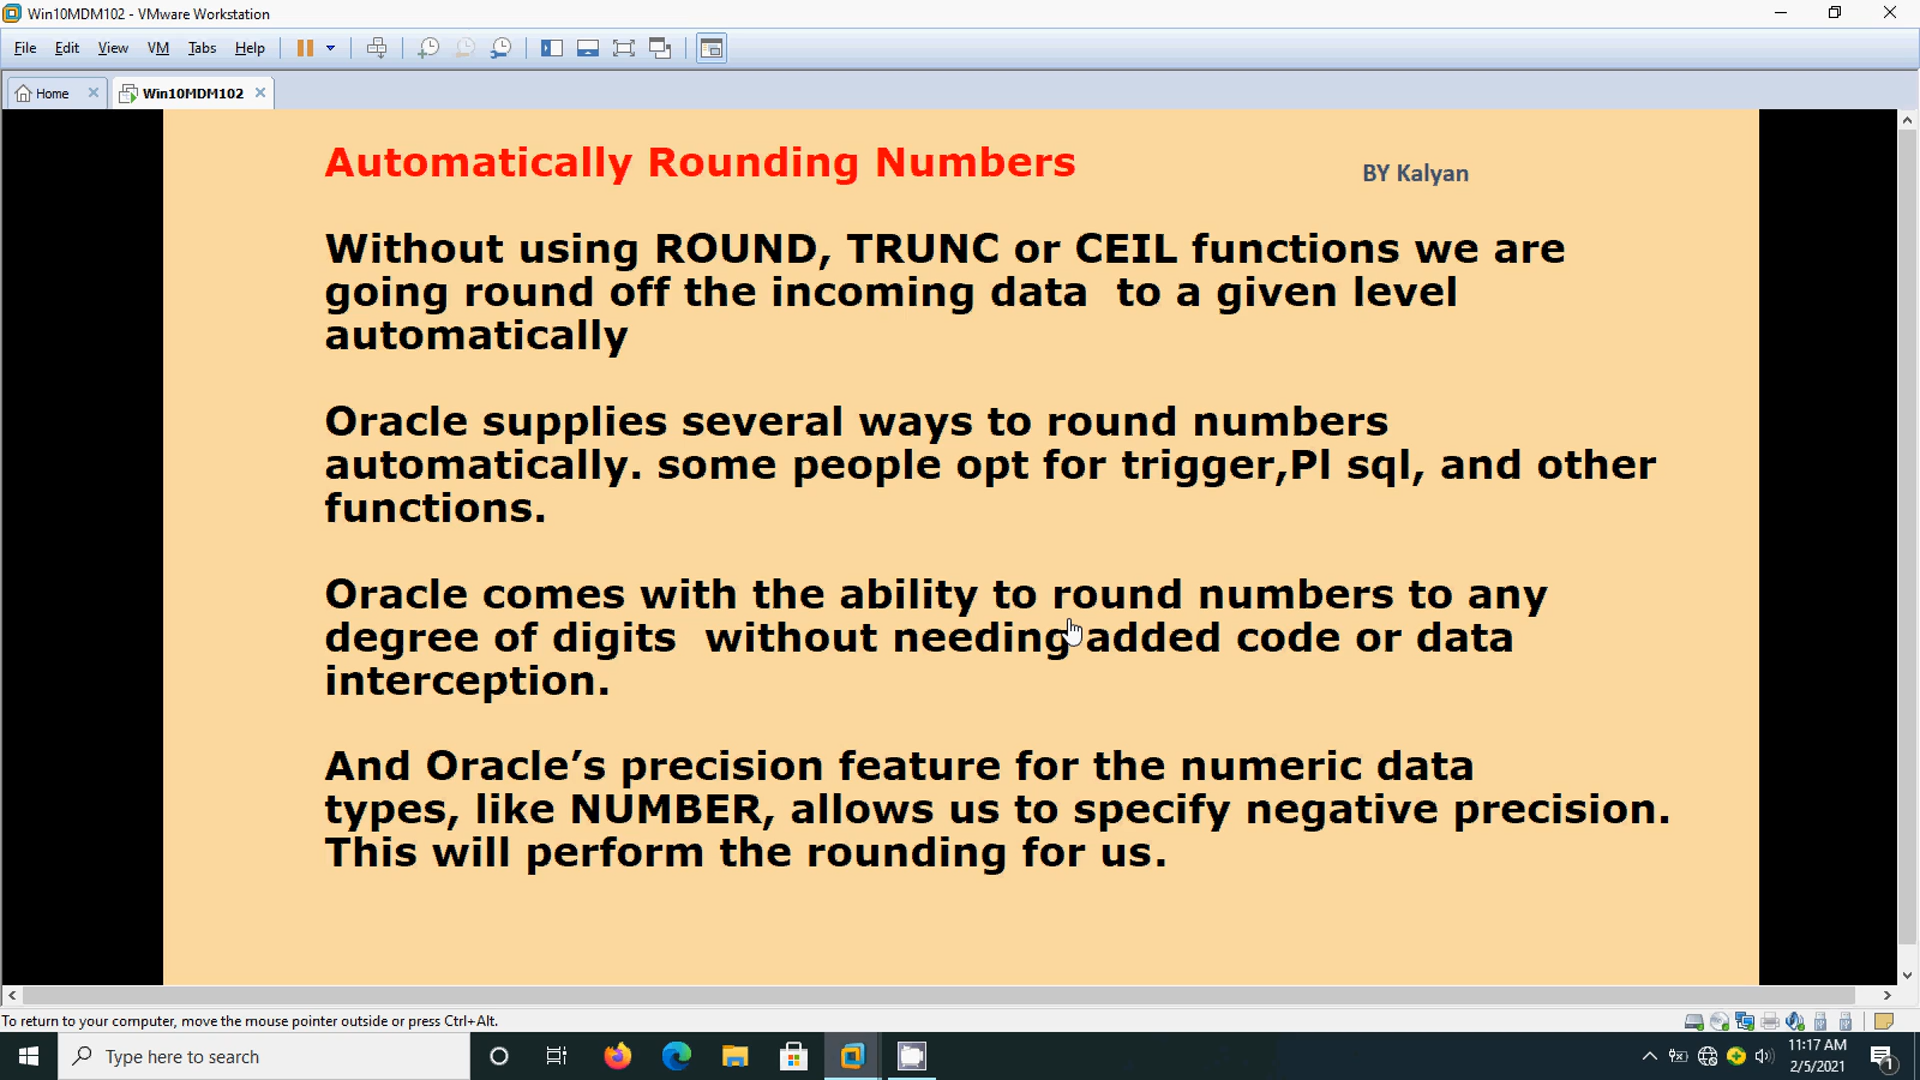 Win10MDM102 - VMware Workstation
File Edit View VM Tabs Help
Home Win10MDM102
Automatically Rounding Numbers
BY Kalyan
Without using ROUND, TRUNC or CEIL functions we are
going round off the incoming data  to a given level
automatically
Oracle supplies several ways to round numbers
automatically. some people opt for trigger,Pl sql, and other
functions.
Oracle comes with the ability to round numbers to any
degree of digits  without needing added code or data
interception.
And Oracle’s precision feature for the numeric data
types, like NUMBER, allows us to specify negative precision.
This will perform the rounding for us.
To return to your computer, move the mouse pointer outside or press Ctrl+Alt.
Type here to search
11:17 AM
2/5/2021
1